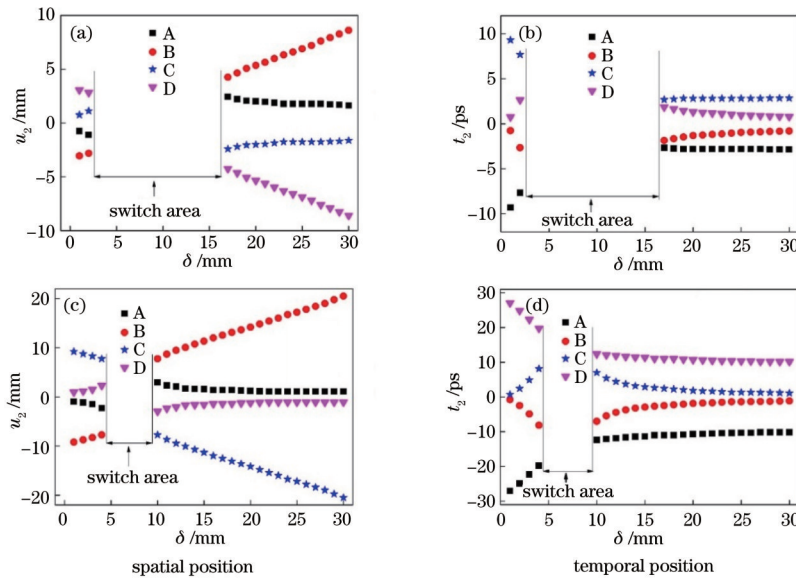 (a)
A
B
C
D
10
5
0
-5
-10
u₂/mm
switch area
0 5 10 15 20 25 30
δ /mm
(b)
A
B
C
D
10
5
0
-5
-10
t₂/ps
switch area
0 5 10 15 20 25 30
δ /mm
(c)
A
B
C
D
20
10
0
-10
-20
u₂/mm
switch area
0 5 10 15 20 25 30
δ /mm
spatial position
(d)
A
B
C
D
30
20
10
0
-10
-20
-30
t₂/ps
switch area
0 5 10 15 20 25 30
δ /mm
temporal position